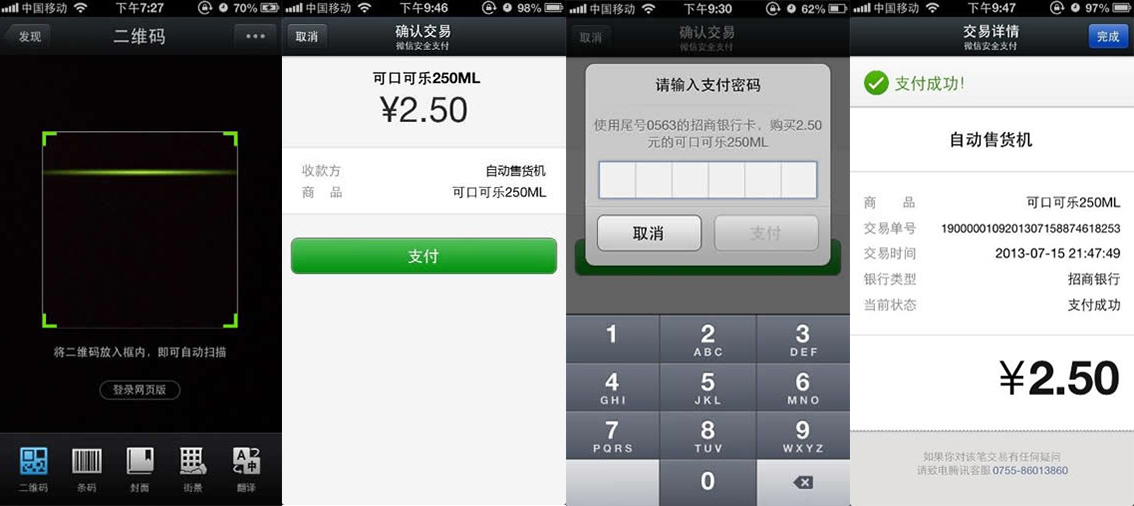 中国移动 下午7:27 70%
发现 二维码
将二维码放入框内，即可自动扫描
登录网页版
二维码 条码 封面 街景 翻译
中国移动 下午9:46 98%
取消 确认交易
微信安全支付
可口可乐250ML
¥2.50
收款方 自动售货机
商 品 可口可乐250ML
支付
中国移动 下午9:30 62%
取消 确认交易
微信安全支付
请输入支付密码
使用尾号0563的招商银行卡，购买2.50
元的可口可乐250ML
取消 支付
1 2 3
ABC DEF
4 5 6
GHI JKL MNO
7 8 9
PQRS TUV WXYZ
0
中国移动 下午9:47 97%
交易详情 完成
微信安全支付
支付成功!
自动售货机
商 品 可口可乐250ML
交易单号 1900000109201307158874618253
交易时间 2013-07-15 21:47:49
银行类型 招商银行
当前状态 支付成功
¥2.50
如果你对该笔交易有任何疑问
请致电腾讯客服 0755-86013860